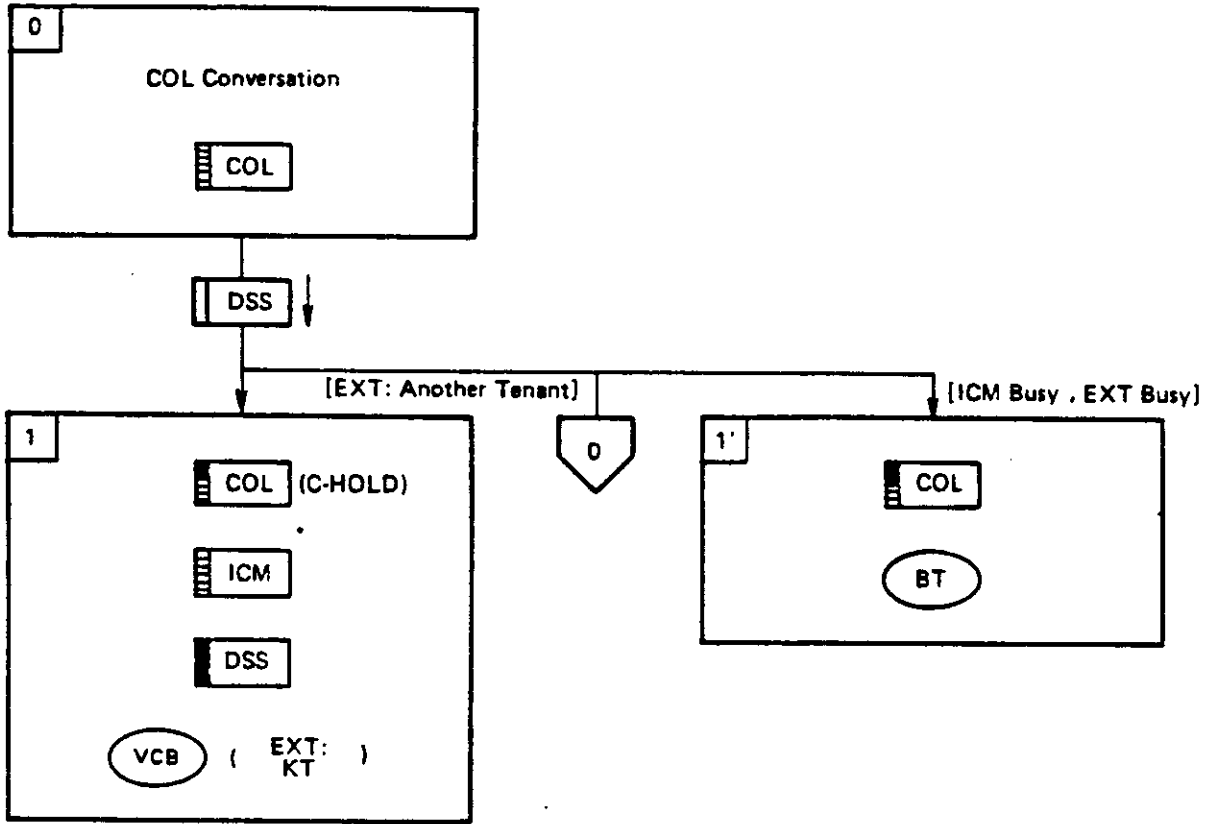 0
COL Conversation
COL
DSS
[EXT: Another Tenant]
[ICM Busy , EXT Busy]
1
COL (C-HOLD)
ICM
DSS
VCB ( EXT: KT )
0
1'
COL
BT